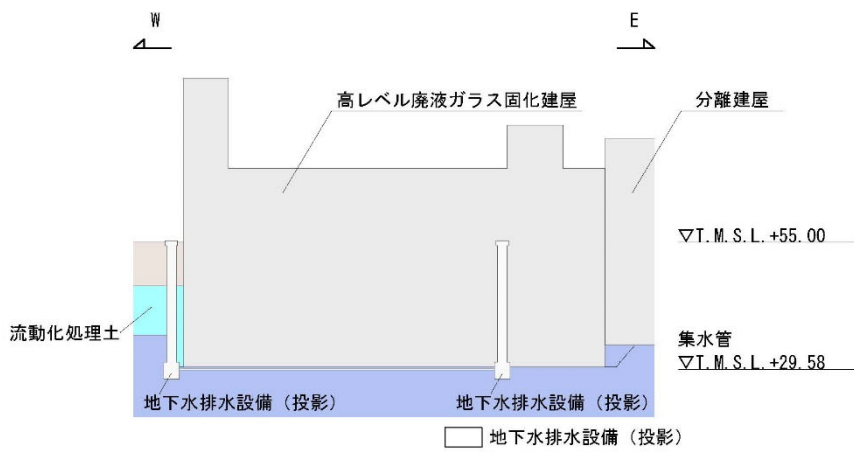 W
E
高レベル廃液ガラス固化建屋
分離建屋
▽T.M.S.L.+55.00
流動化処理土
集水管
▽T.M.S.L.+29.58
地下水排水設備（投影）
地下水排水設備（投影）
地下水排水設備（投影）